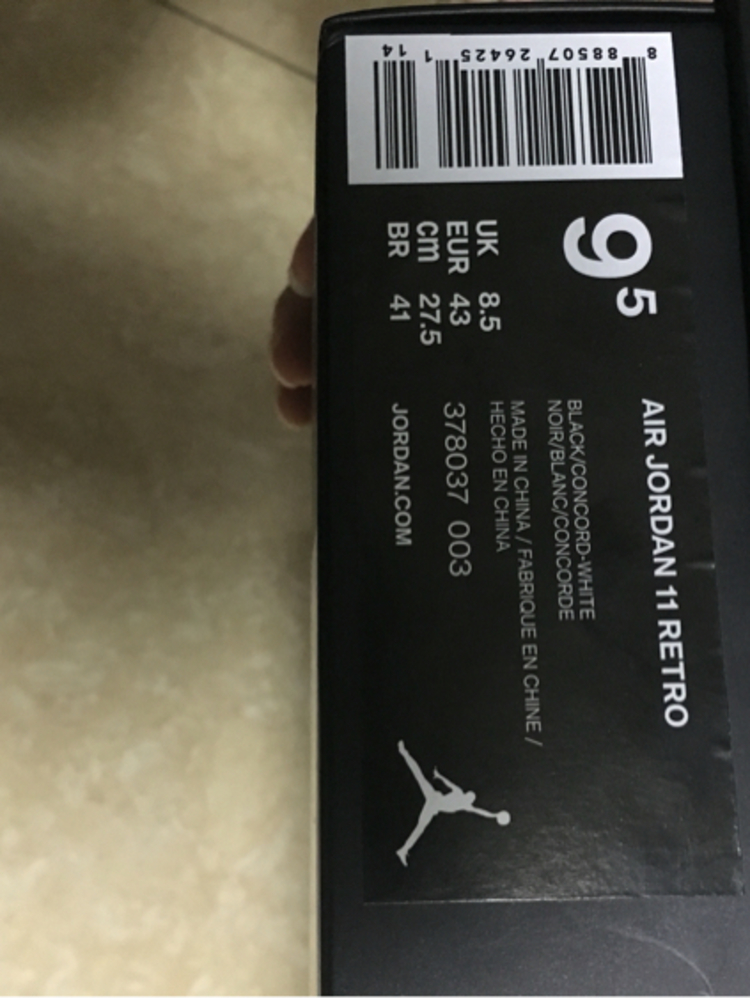 8 88507 26425 1 14
9.5
UK 8.5
EUR 43
cm 27.5
BR 41
AIR JORDAN 11 RETRO
BLACK/CONCORD-WHITE
NOIR/BLANC/CONCORDE
MADE IN CHINA / FABRIQUE EN CHINE /
HECHO EN CHINA
378037 003
JORDAN.COM